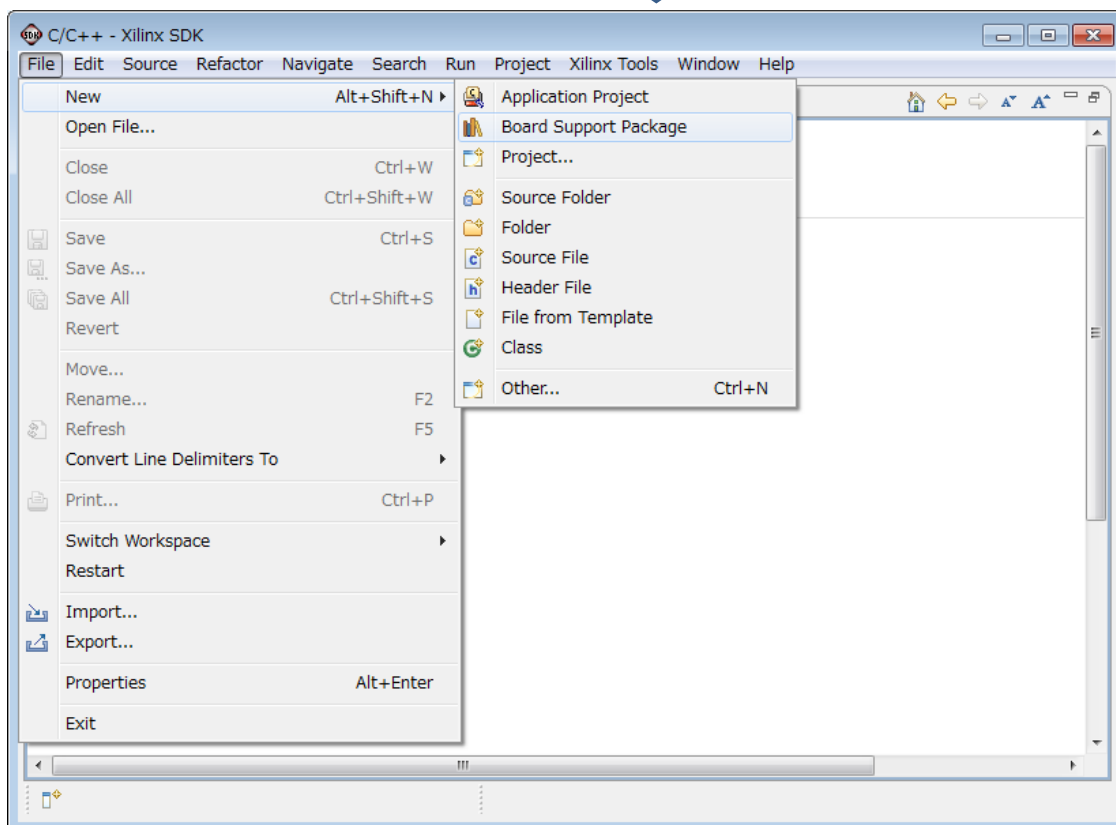 SDK C/C++ - Xilinx SDK
File Edit Source Refactor Navigate Search Run Project Xilinx Tools Window Help
New Alt+Shift+N
Open File...
Close Ctrl+W
Close All Ctrl+Shift+W
Save Ctrl+S
Save As...
Save All Ctrl+Shift+S
Revert
Move...
Rename... F2
Refresh F5
Convert Line Delimiters To
Print... Ctrl+P
Switch Workspace
Restart
Import...
Export...
Properties Alt+Enter
Exit
Application Project
Board Support Package
Project...
Source Folder
Folder
Source File
Header File
File from Template
Class
Other... Ctrl+N